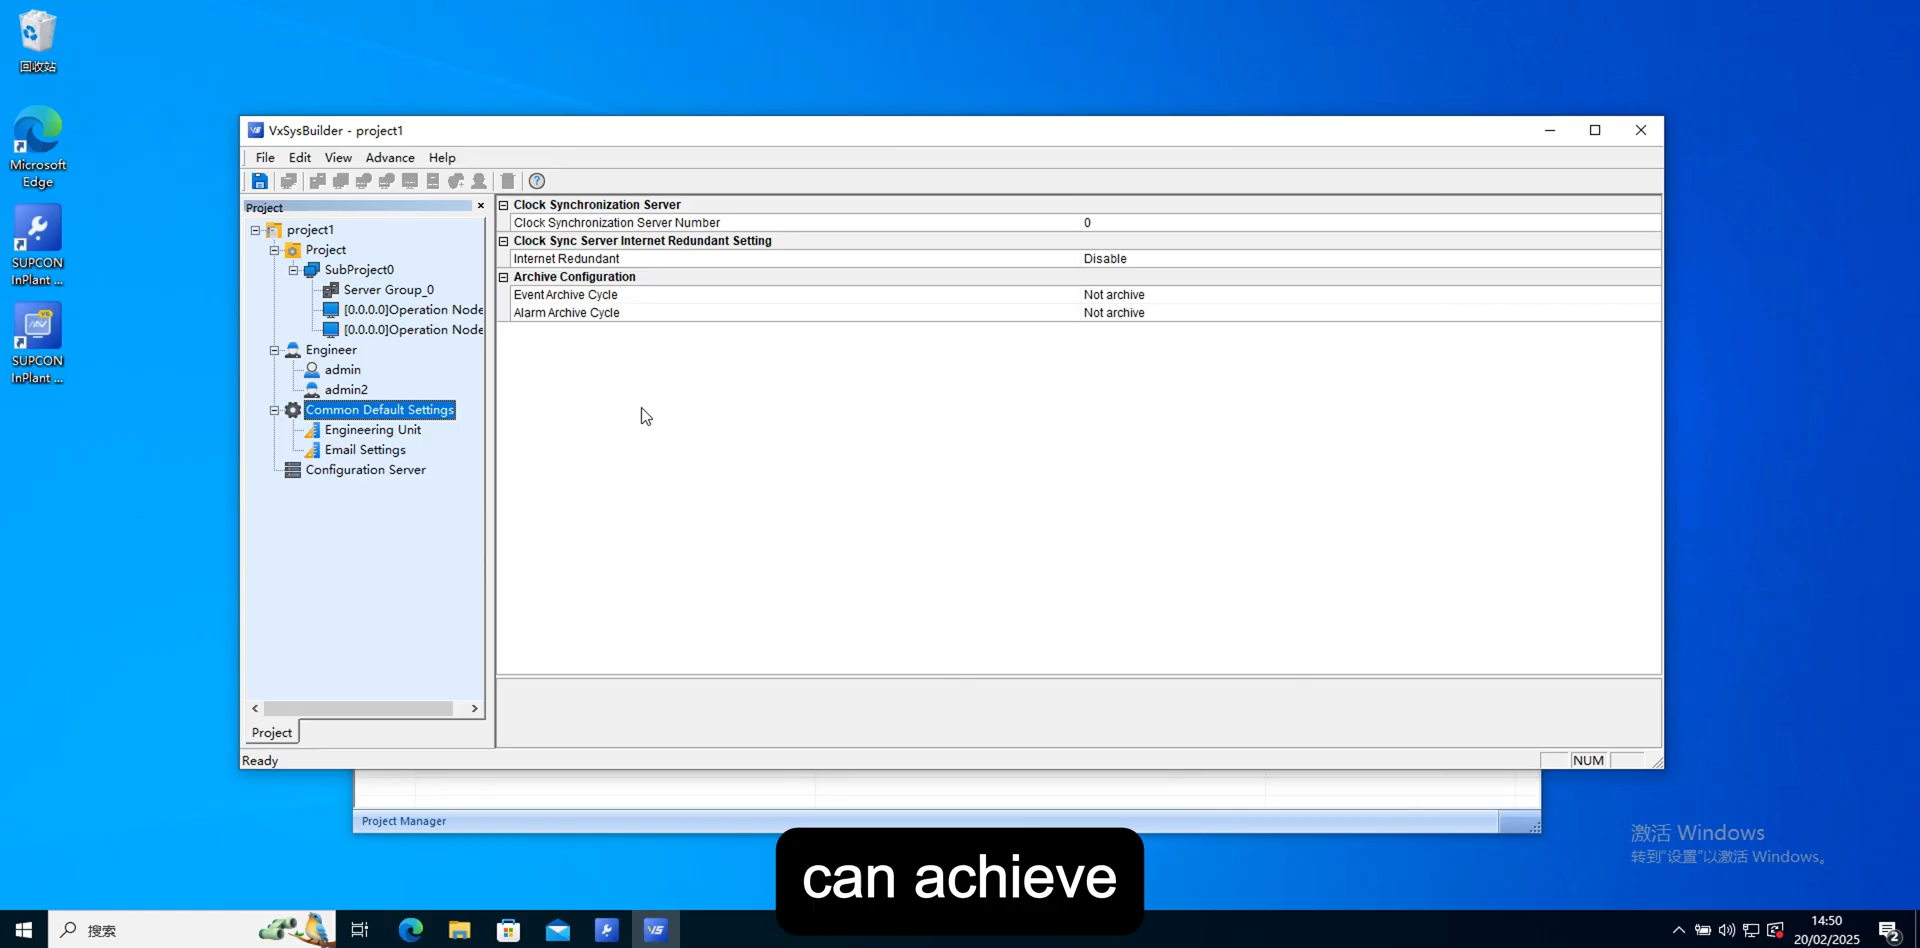 回收站
Microsoft
Edge
SUPCON
InPlant ...
SUPCON
InPlant ...
VxSysBuilder - project1
File Edit View Advance Help
Project
project1
Project
SubProject0
Server Group_0
[0.0.0.0]Operation Node
[0.0.0.0]Operation Node
Engineer
admin
admin2
Common Default Settings
Engineering Unit
Email Settings
Configuration Server
Project
Clock Synchronization Server
Clock Synchronization Server Number 0
Clock Sync Server Internet Redundant Setting
Internet Redundant Disable
Archive Configuration
Event Archive Cycle Not archive
Alarm Archive Cycle Not archive
Ready
NUM
Project Manager
can achieve
激活 Windows
转到"设置"以激活 Windows。
搜索
14:50
20/02/2025
2